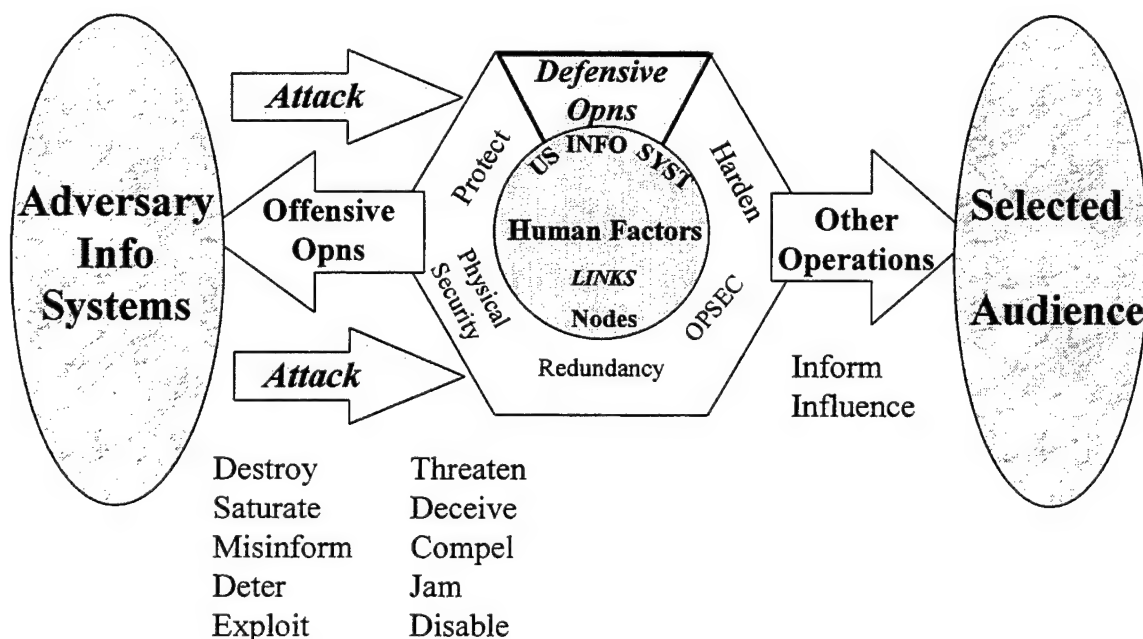 Adversary
Info
Systems
Attack
Offensive
Opns
Attack
Defensive
Opns
Protect
Harden
US INFO SYST
Human Factors
LINKS
Nodes
Physical
Security
OPSEC
Redundancy
Other
Operations
Selected
Audience
Inform
Influence
Destroy
Saturate
Misinform
Deter
Exploit
Threaten
Deceive
Compel
Jam
Disable